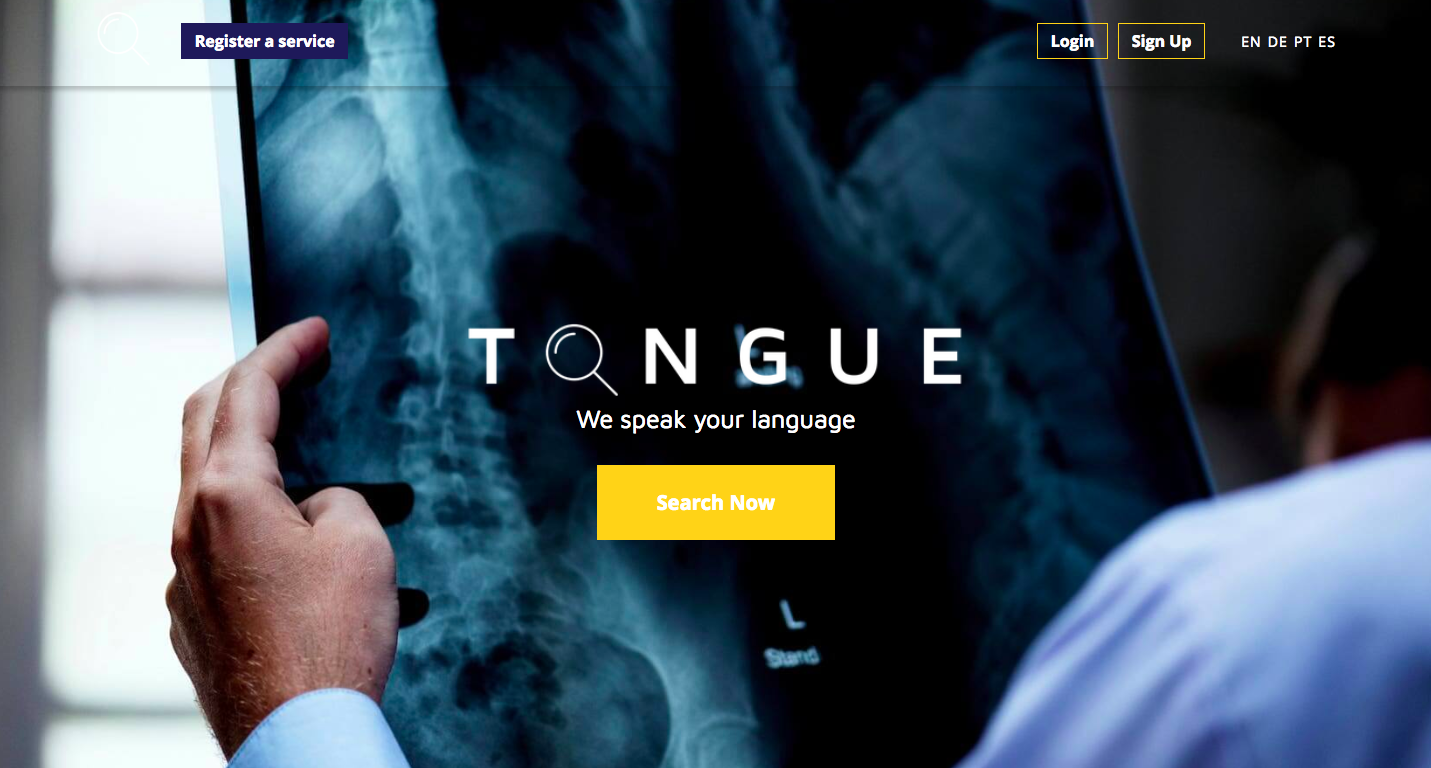 Register a service
Login
Sign Up
EN DE PT ES
TONGUE
We speak your language
Search Now
L
Stand